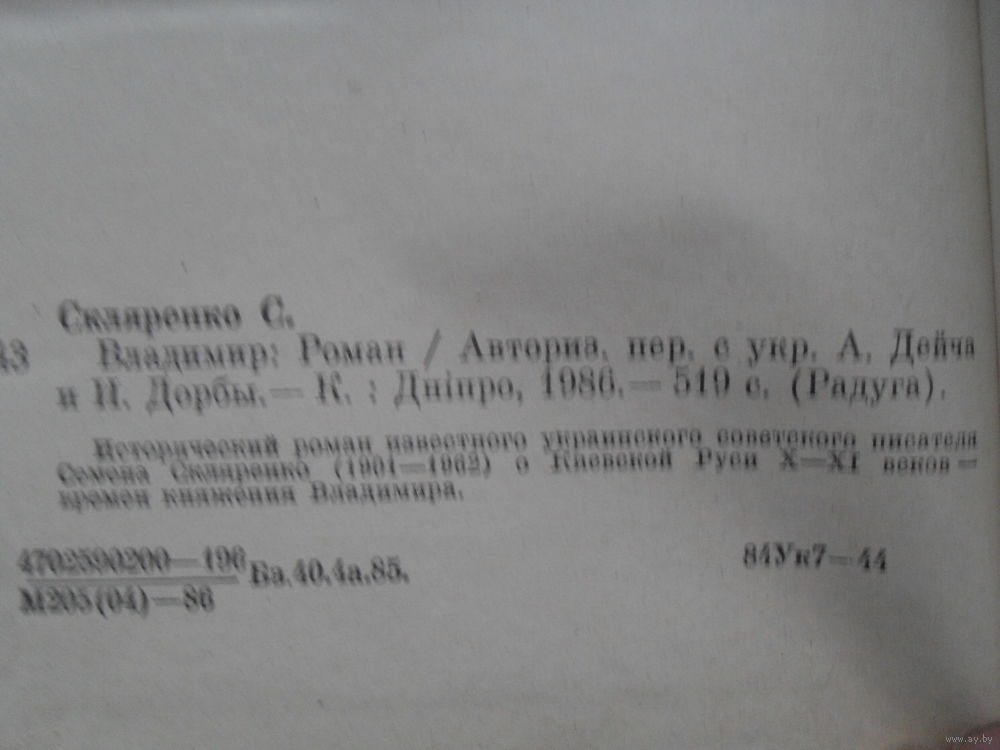 Скляренко С.
43 Владимир: Роман / Авториз. пер. с укр. А. Дейча
и И. Дорбы.— К. : Дніпро, 1986.— 519 с. (Радуга).
Исторический роман известного украинского советского писателя
Семена Скляренко (1901—1962) о Киевской Руси X—XI веков —
времен княжения Владимира.
4702590200—196
М205(04)—86
Ба.40.4а.85.
84Ук7—44
www.ay.by